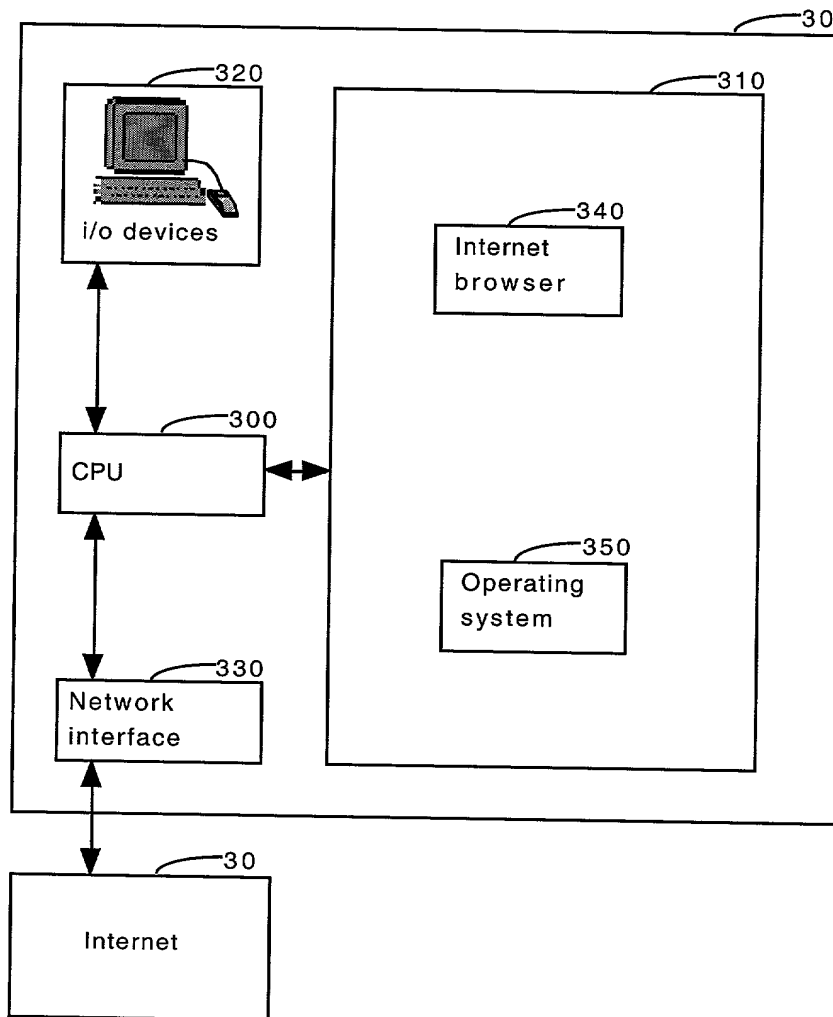 30
320
310
i/o devices
340
Internet
browser
300
CPU
350
Operating
system
330
Network
interface
30
Internet